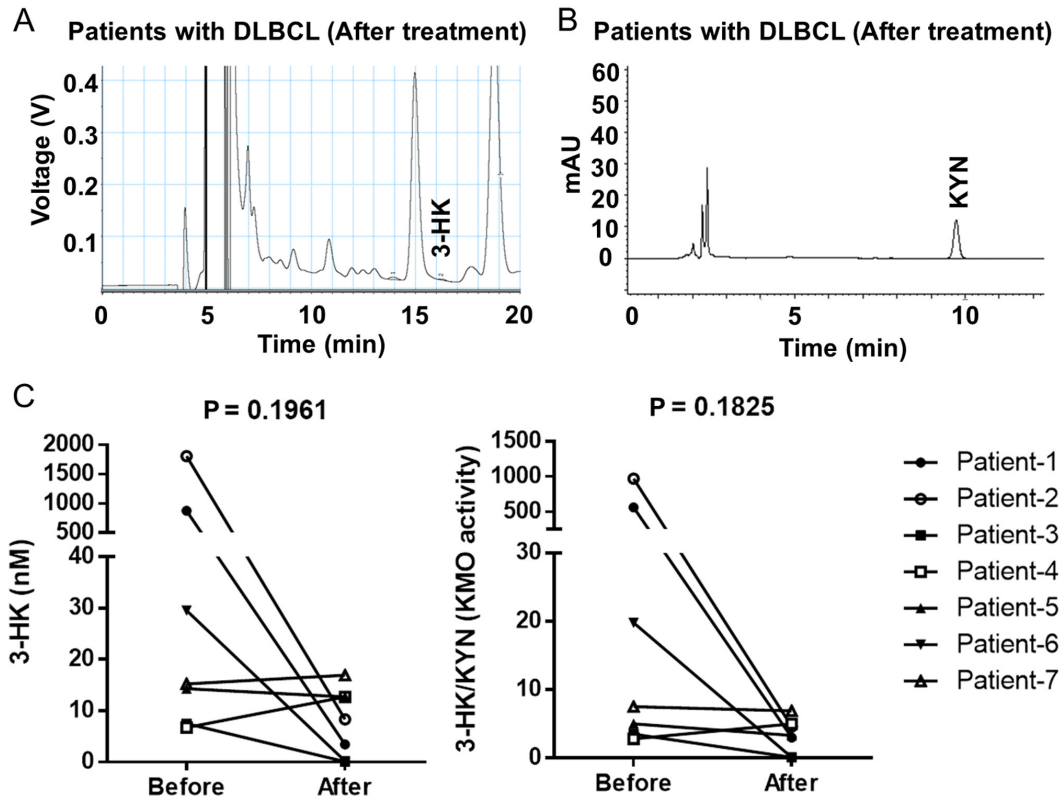 A
Patients with DLBCL (After treatment)
Voltage (V)
0.4
0.3
0.2
0.1
3-HK
0 5 10 15 20
Time (min)
B
Patients with DLBCL (After treatment)
mAU
60
50
40
30
20
10
0
KYN
0 5 10
Time (min)
C
P = 0.1961
3-HK (nM)
2000
1500
1000
500
40
30
20
10
0
Before After
P = 0.1825
3-HK/KYN (KMO activity)
1500
1000
500
30
20
10
0
Before After
Patient-1
Patient-2
Patient-3
Patient-4
Patient-5
Patient-6
Patient-7